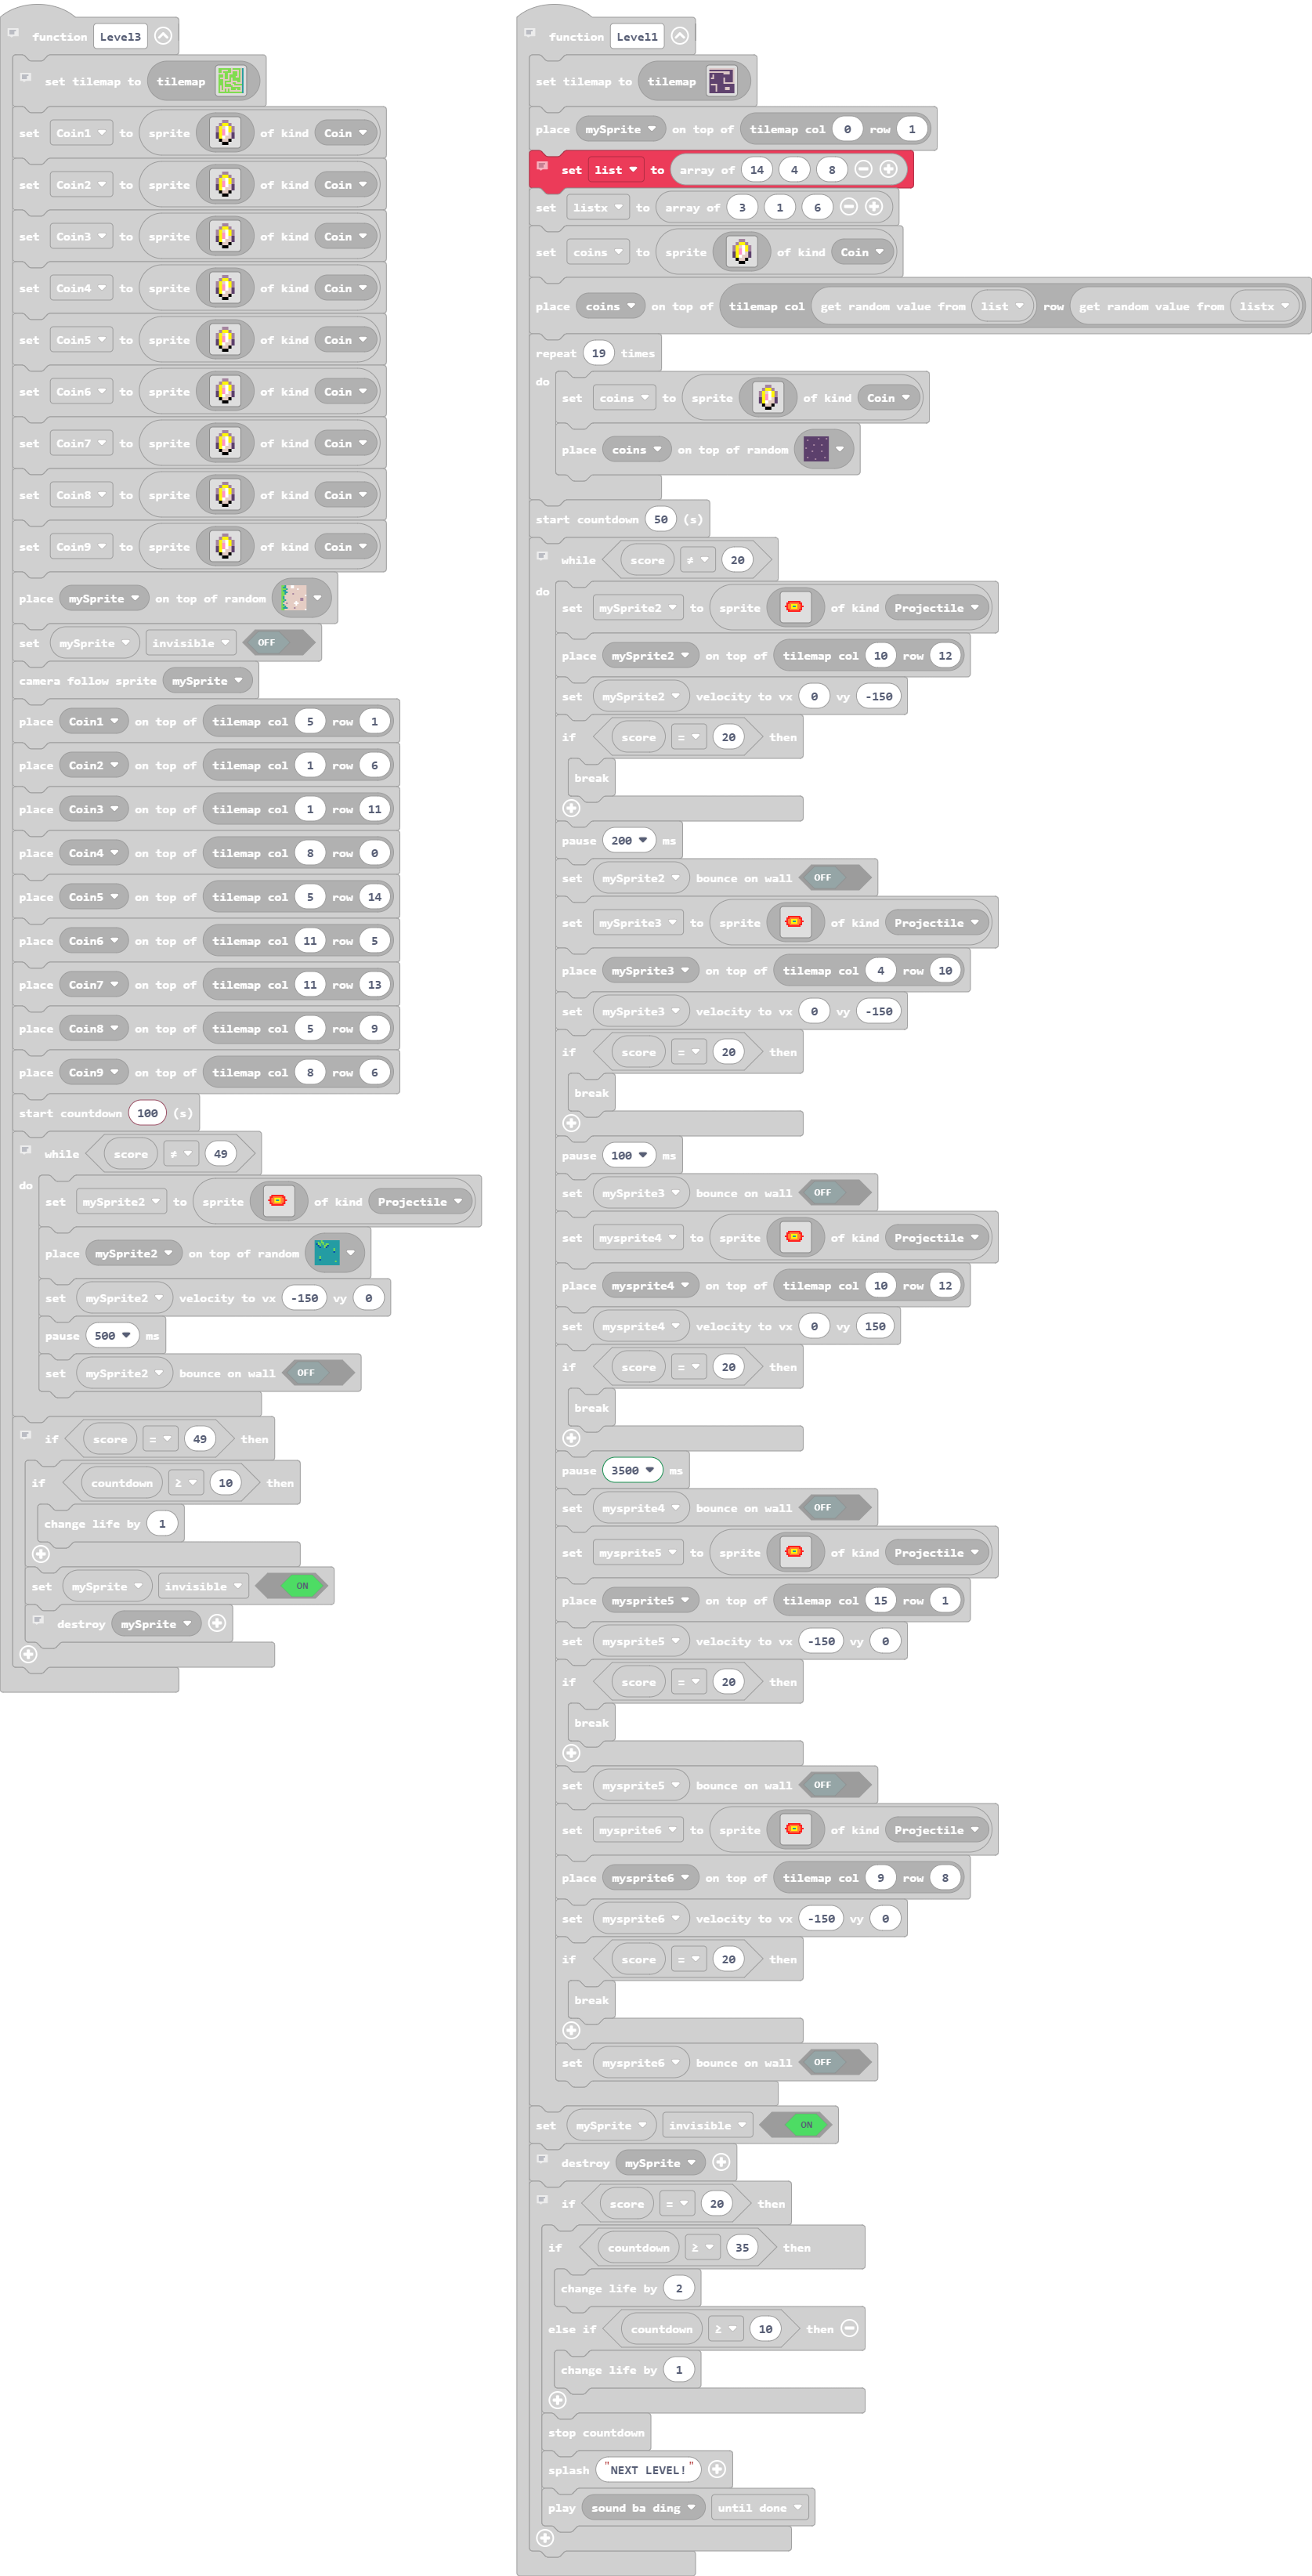 function Level3
set tilemap to tilemap
set Coin1 to sprite of kind Coin
set Coin2 to sprite of kind Coin
set Coin3 to sprite of kind Coin
set Coin4 to sprite of kind Coin
set Coin5 to sprite of kind Coin
set Coin6 to sprite of kind Coin
set Coin7 to sprite of kind Coin
set Coin8 to sprite of kind Coin
set Coin9 to sprite of kind Coin
place mySprite on top of random
set mySprite invisible OFF
camera follow sprite mySprite
place Coin1 on top of tilemap col 5 row 1
place Coin2 on top of tilemap col 1 row 6
place Coin3 on top of tilemap col 1 row 11
place Coin4 on top of tilemap col 8 row 0
place Coin5 on top of tilemap col 5 row 14
place Coin6 on top of tilemap col 11 row 5
place Coin7 on top of tilemap col 11 row 13
place Coin8 on top of tilemap col 5 row 9
place Coin9 on top of tilemap col 8 row 6
start countdown 100 (s)
while score ≠ 49
do
set mySprite2 to sprite of kind Projectile
place mySprite2 on top of random
set mySprite2 velocity to vx -150 vy 0
pause 500 ms
set mySprite2 bounce on wall OFF
if score = 49 then
if countdown ≥ 10 then
change life by 1
set mySprite invisible ON
destroy mySprite
function Level1
set tilemap to tilemap
place mySprite on top of tilemap col 0 row 1
set list to array of 14 4 8
set listx to array of 3 1 6
set coins to sprite of kind Coin
place coins on top of tilemap col get random value from list row get random value from listx
repeat 19 times
do
set coins to sprite of kind Coin
place coins on top of random
start countdown 50 (s)
while score ≠ 20
do
set mySprite2 to sprite of kind Projectile
place mySprite2 on top of tilemap col 10 row 12
set mySprite2 velocity to vx 0 vy -150
if score = 20 then
break
pause 200 ms
set mySprite2 bounce on wall OFF
set mySprite3 to sprite of kind Projectile
place mySprite3 on top of tilemap col 4 row 10
set mySprite3 velocity to vx 0 vy -150
if score = 20 then
break
pause 100 ms
set mySprite3 bounce on wall OFF
set mysprite4 to sprite of kind Projectile
place mysprite4 on top of tilemap col 10 row 12
set mysprite4 velocity to vx 0 vy 150
if score = 20 then
break
pause 3500 ms
set mysprite4 bounce on wall OFF
set mysprite5 to sprite of kind Projectile
place mysprite5 on top of tilemap col 15 row 1
set mysprite5 velocity to vx -150 vy 0
if score = 20 then
break
set mysprite5 bounce on wall OFF
set mysprite6 to sprite of kind Projectile
place mysprite6 on top of tilemap col 9 row 8
set mysprite6 velocity to vx -150 vy 0
if score = 20 then
break
set mysprite6 bounce on wall OFF
set mySprite invisible ON
destroy mySprite
if score = 20 then
if countdown ≥ 35 then
change life by 2
else if countdown ≥ 10 then
change life by 1
stop countdown
splash "NEXT LEVEL!"
play sound ba ding until done